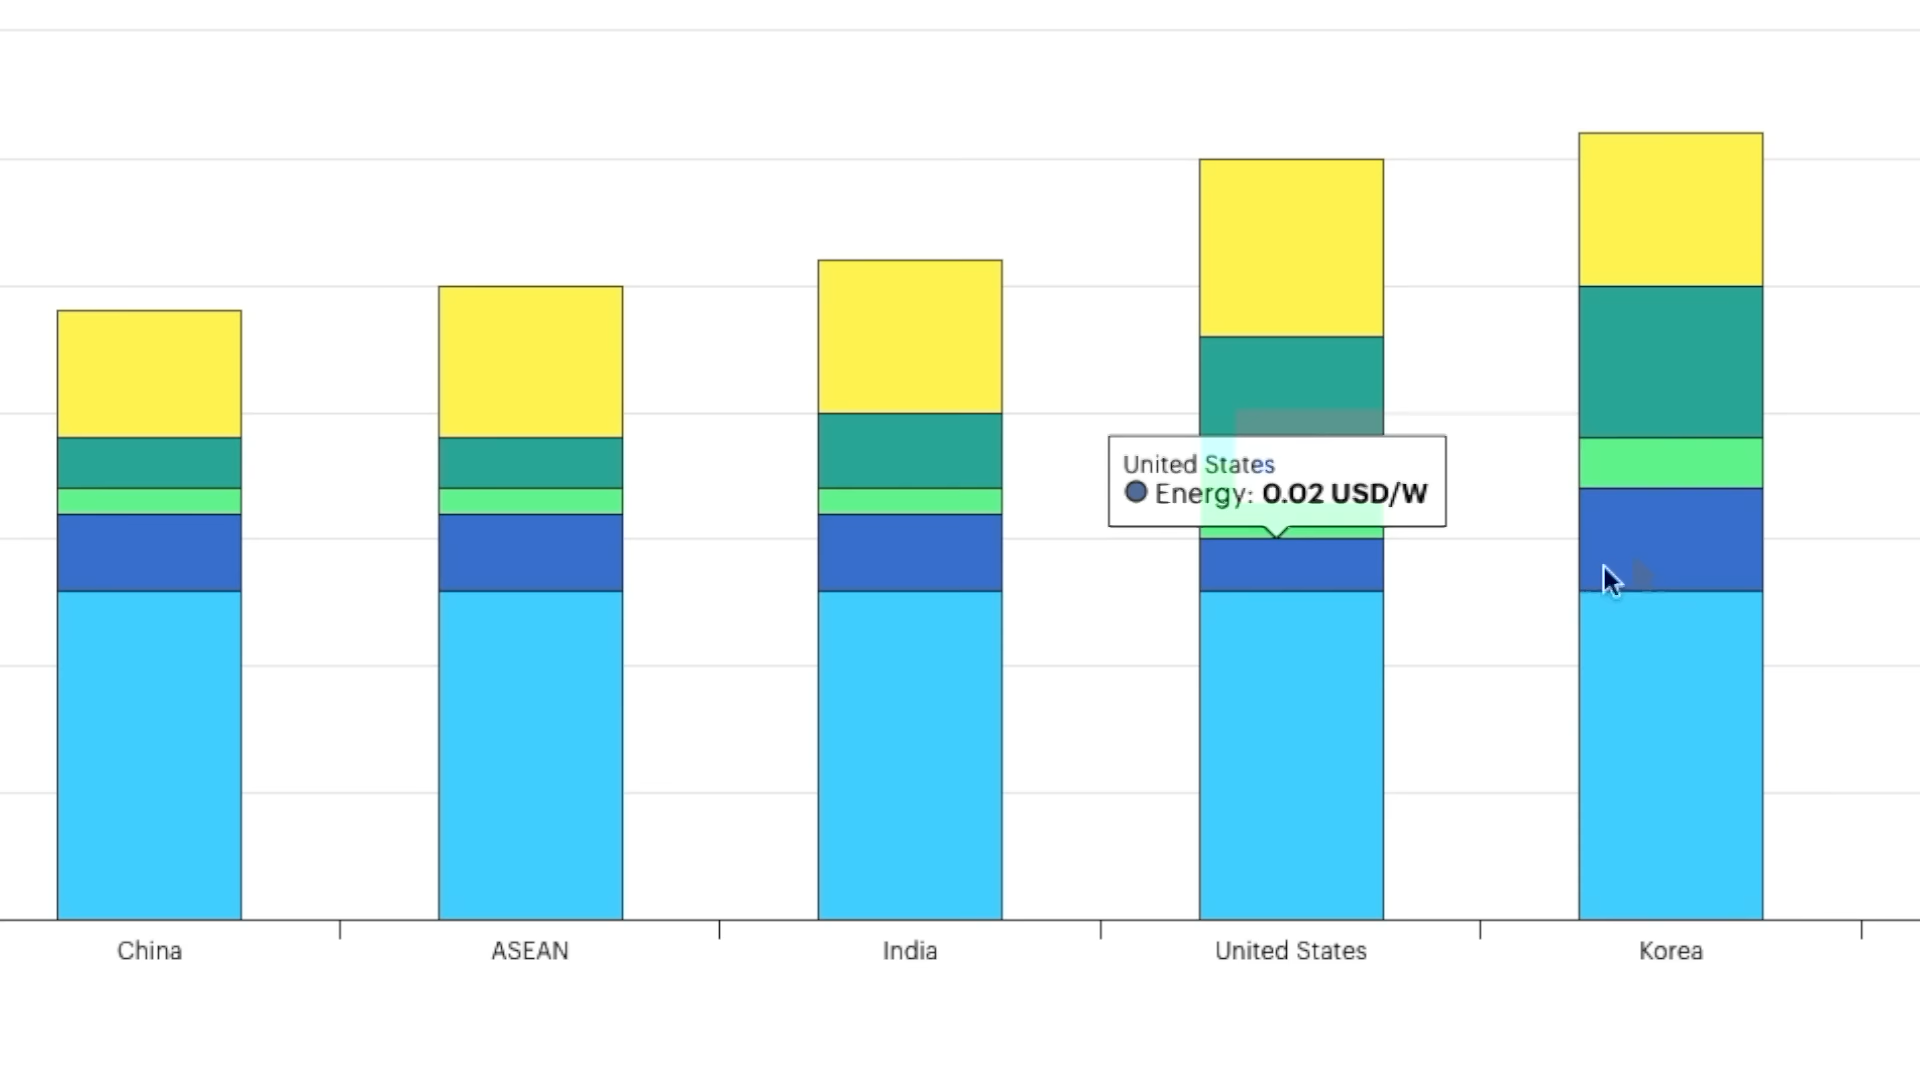 United States
Energy: 0.02 USD/W
China
ASEAN
India
United States
Korea